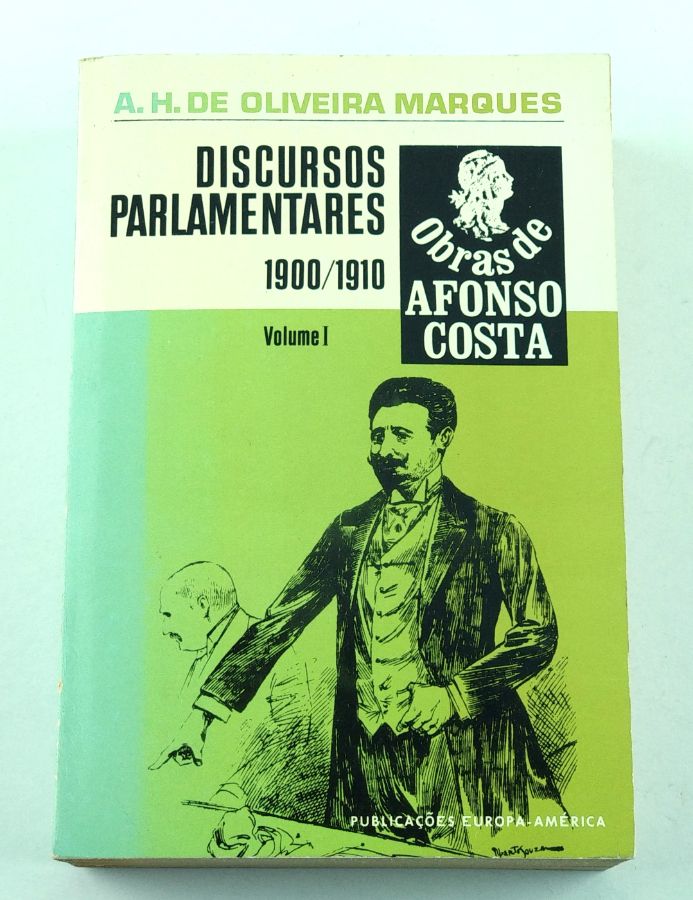 A. H. DE OLIVEIRA MARQUES
DISCURSOS
PARLAMENTARES
1900/1910
Volume I
Obras de
AFONSO
COSTA
PUBLICAÇÕES EUROPA-AMÉRICA